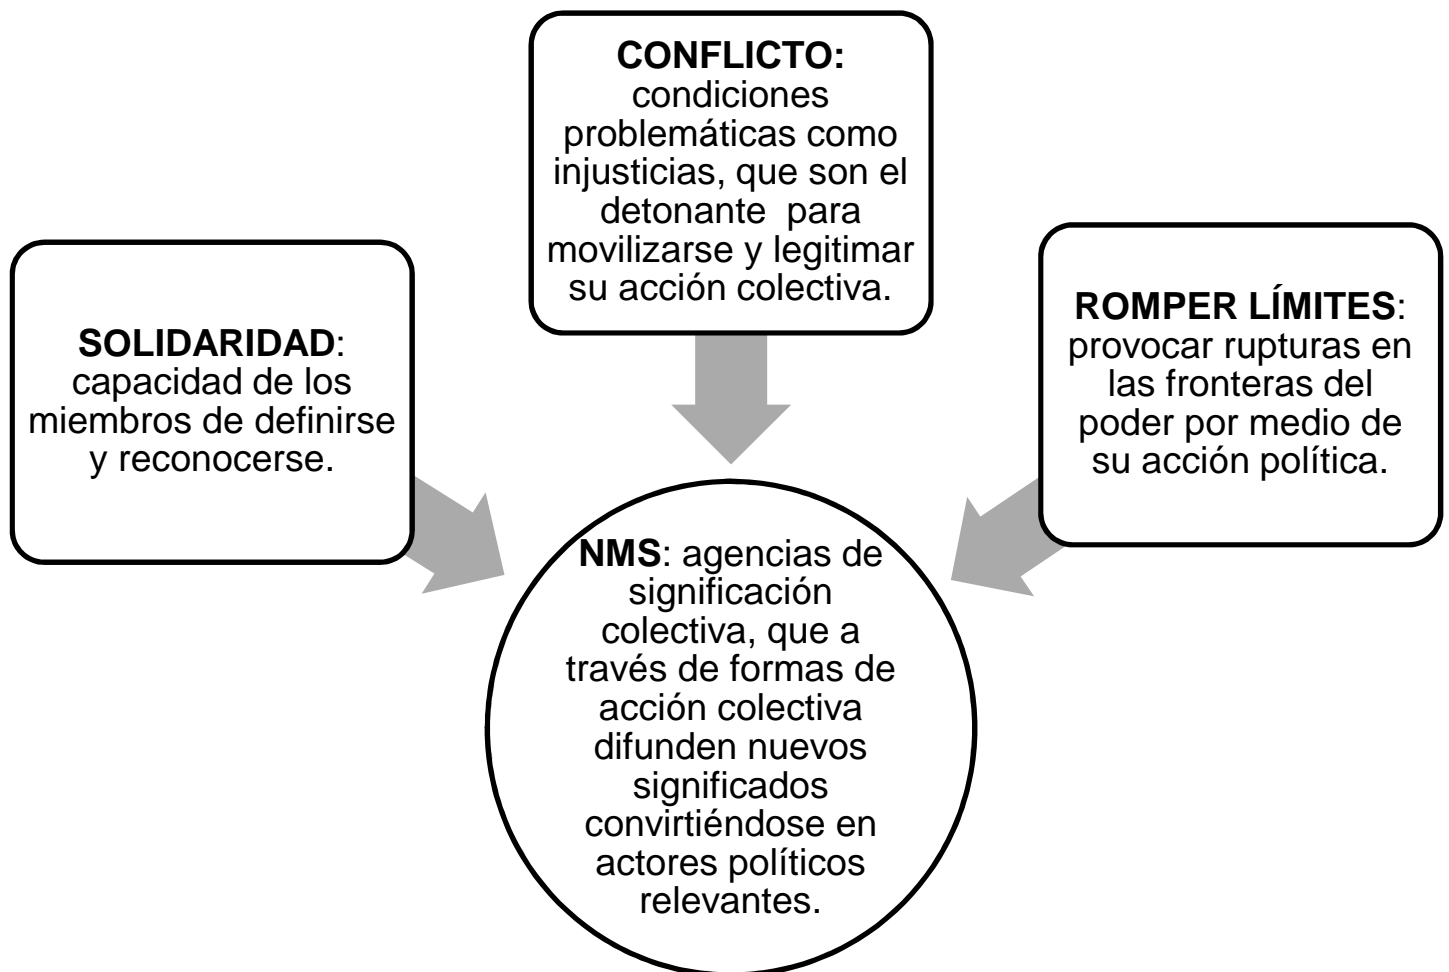 CONFLICTO:
condiciones
problemáticas como
injusticias, que son el
detonante  para
movilizarse y legitimar
su acción colectiva.
SOLIDARIDAD:
capacidad de los
miembros de definirse
y reconocerse.
ROMPER LÍMITES:
provocar rupturas en
las fronteras del
poder por medio de
su acción política.
NMS: agencias de
significación
colectiva, que a
través de formas de
acción colectiva
difunden nuevos
significados
convirtiéndose en
actores políticos
relevantes.